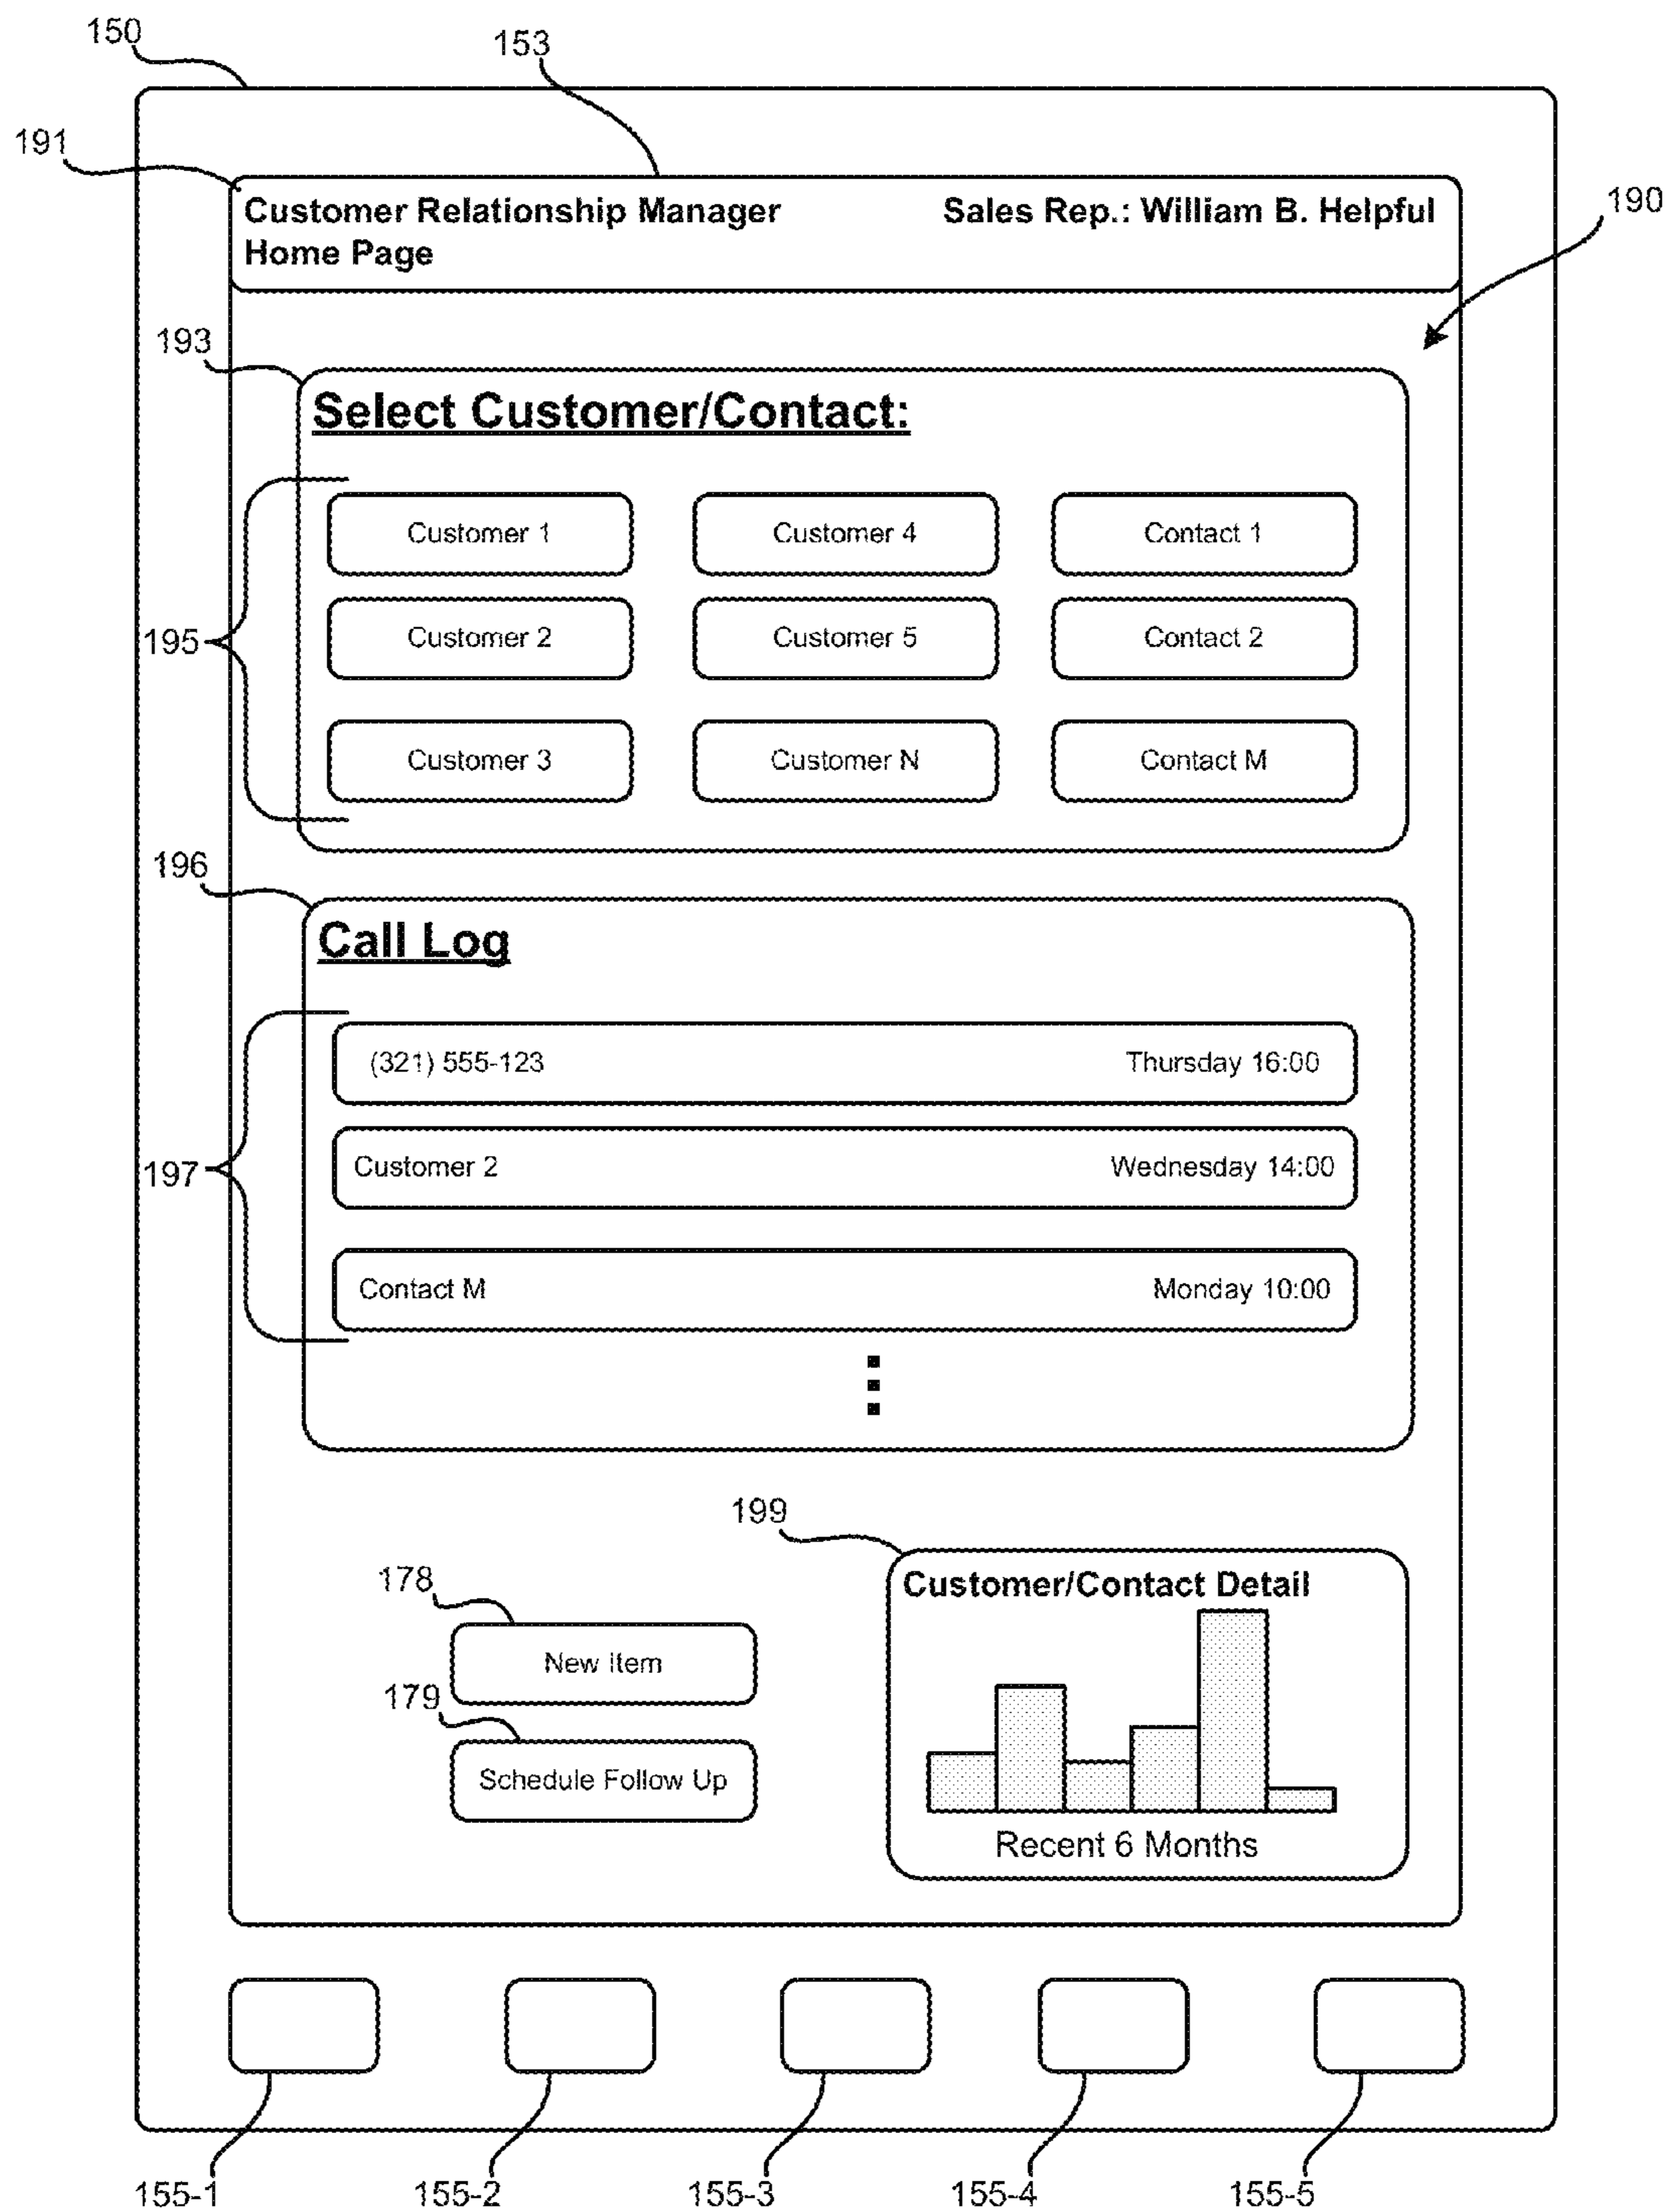 150
153
191
Customer Relationship Manager Sales Rep.: William B. Helpful
Home Page
190
193
Select Customer/Contact:
Customer 1 Customer 4 Contact 1
195
Customer 2 Customer 5 Contact 2
Customer 3 Customer N Contact M
196
Call Log
(321) 555-123 Thursday 16:00
197
Customer 2 Wednesday 14:00
Contact M Monday 10:00
199
Customer/Contact Detail
178
New Item
179
Schedule Follow Up
Recent 6 Months
155-1 155-2 155-3 155-4 155-5